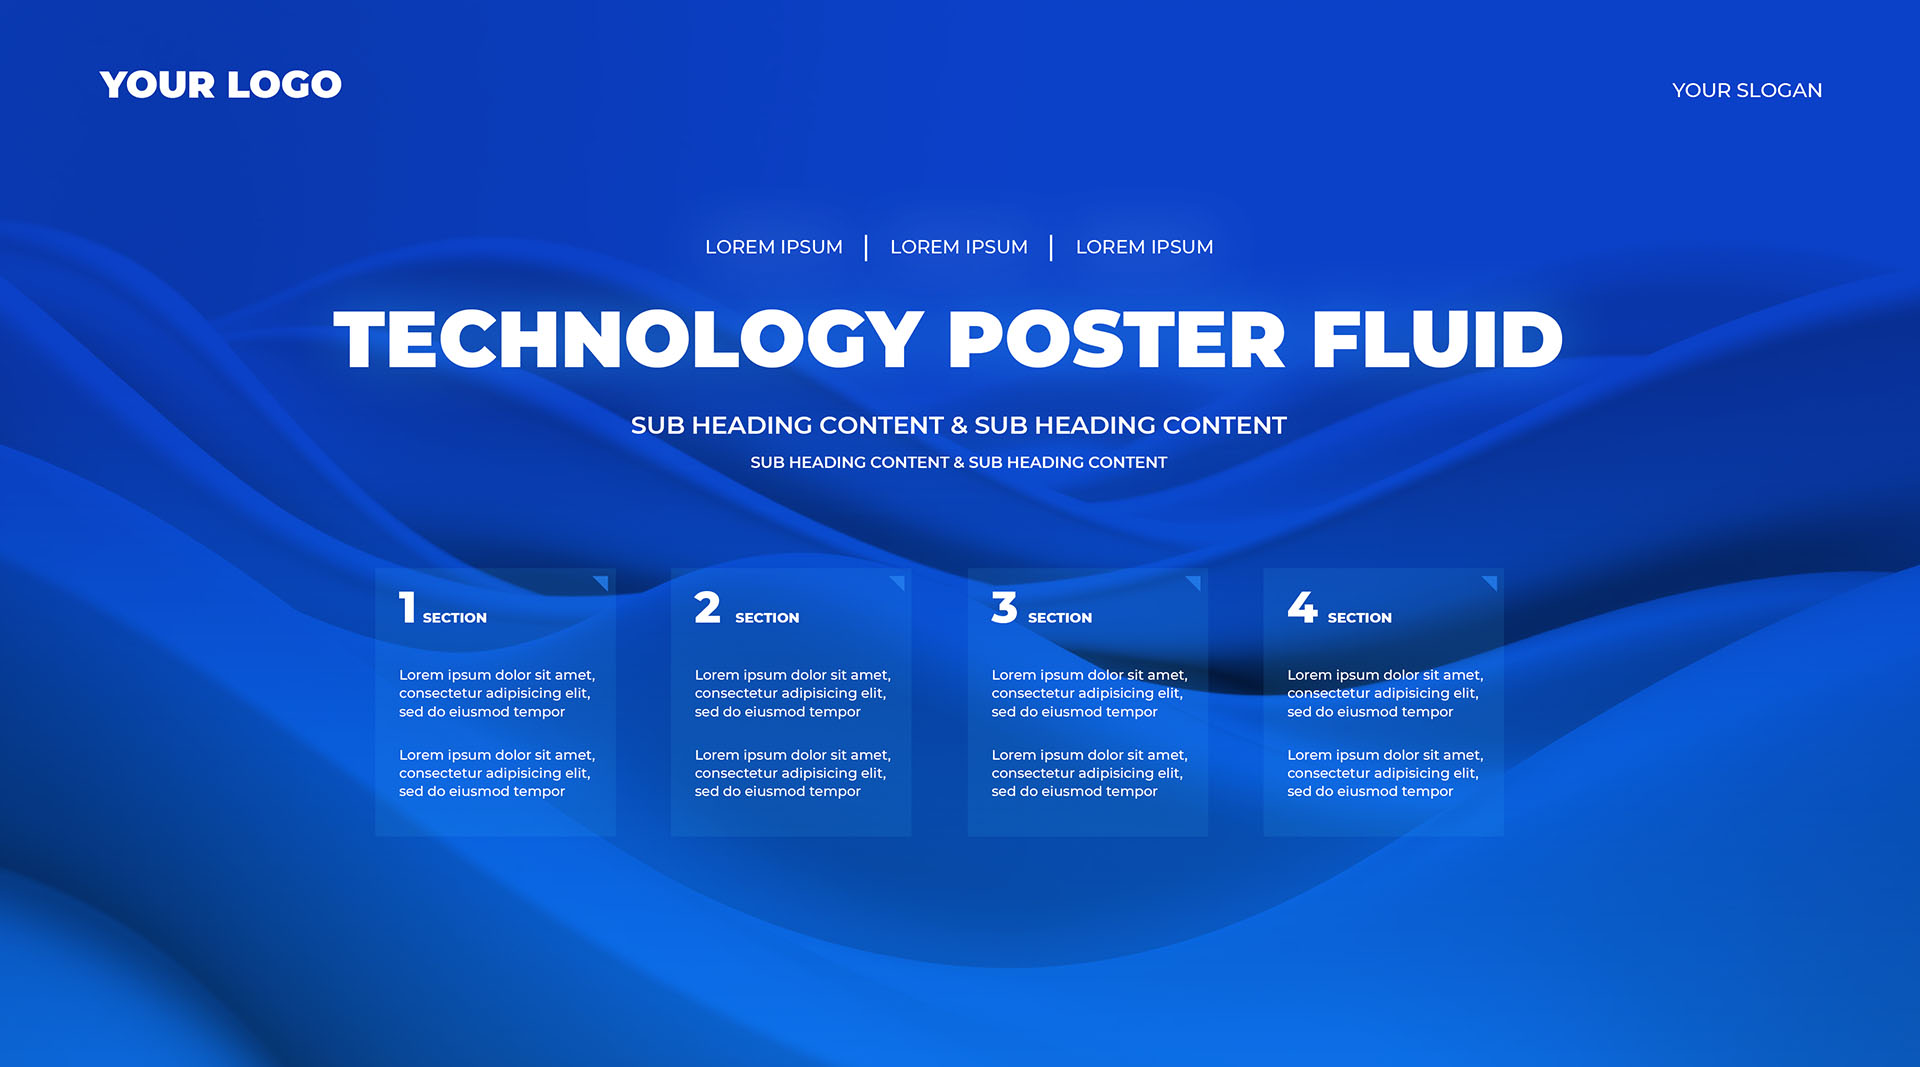 YOUR LOGO
YOUR SLOGAN
LOREM IPSUM | LOREM IPSUM | LOREM IPSUM
TECHNOLOGY POSTER FLUID
SUB HEADING CONTENT & SUB HEADING CONTENT
SUB HEADING CONTENT & SUB HEADING CONTENT
1 SECTION
Lorem ipsum dolor sit amet,
consectetur adipisicing elit,
sed do eiusmod tempor
Lorem ipsum dolor sit amet,
consectetur adipisicing elit,
sed do eiusmod tempor
2 SECTION
Lorem ipsum dolor sit amet,
consectetur adipisicing elit,
sed do eiusmod tempor
Lorem ipsum dolor sit amet,
consectetur adipisicing elit,
sed do eiusmod tempor
3 SECTION
Lorem ipsum dolor sit amet,
consectetur adipisicing elit,
sed do eiusmod tempor
Lorem ipsum dolor sit amet,
consectetur adipisicing elit,
sed do eiusmod tempor
4 SECTION
Lorem ipsum dolor sit amet,
consectetur adipisicing elit,
sed do eiusmod tempor
Lorem ipsum dolor sit amet,
consectetur adipisicing elit,
sed do eiusmod tempor